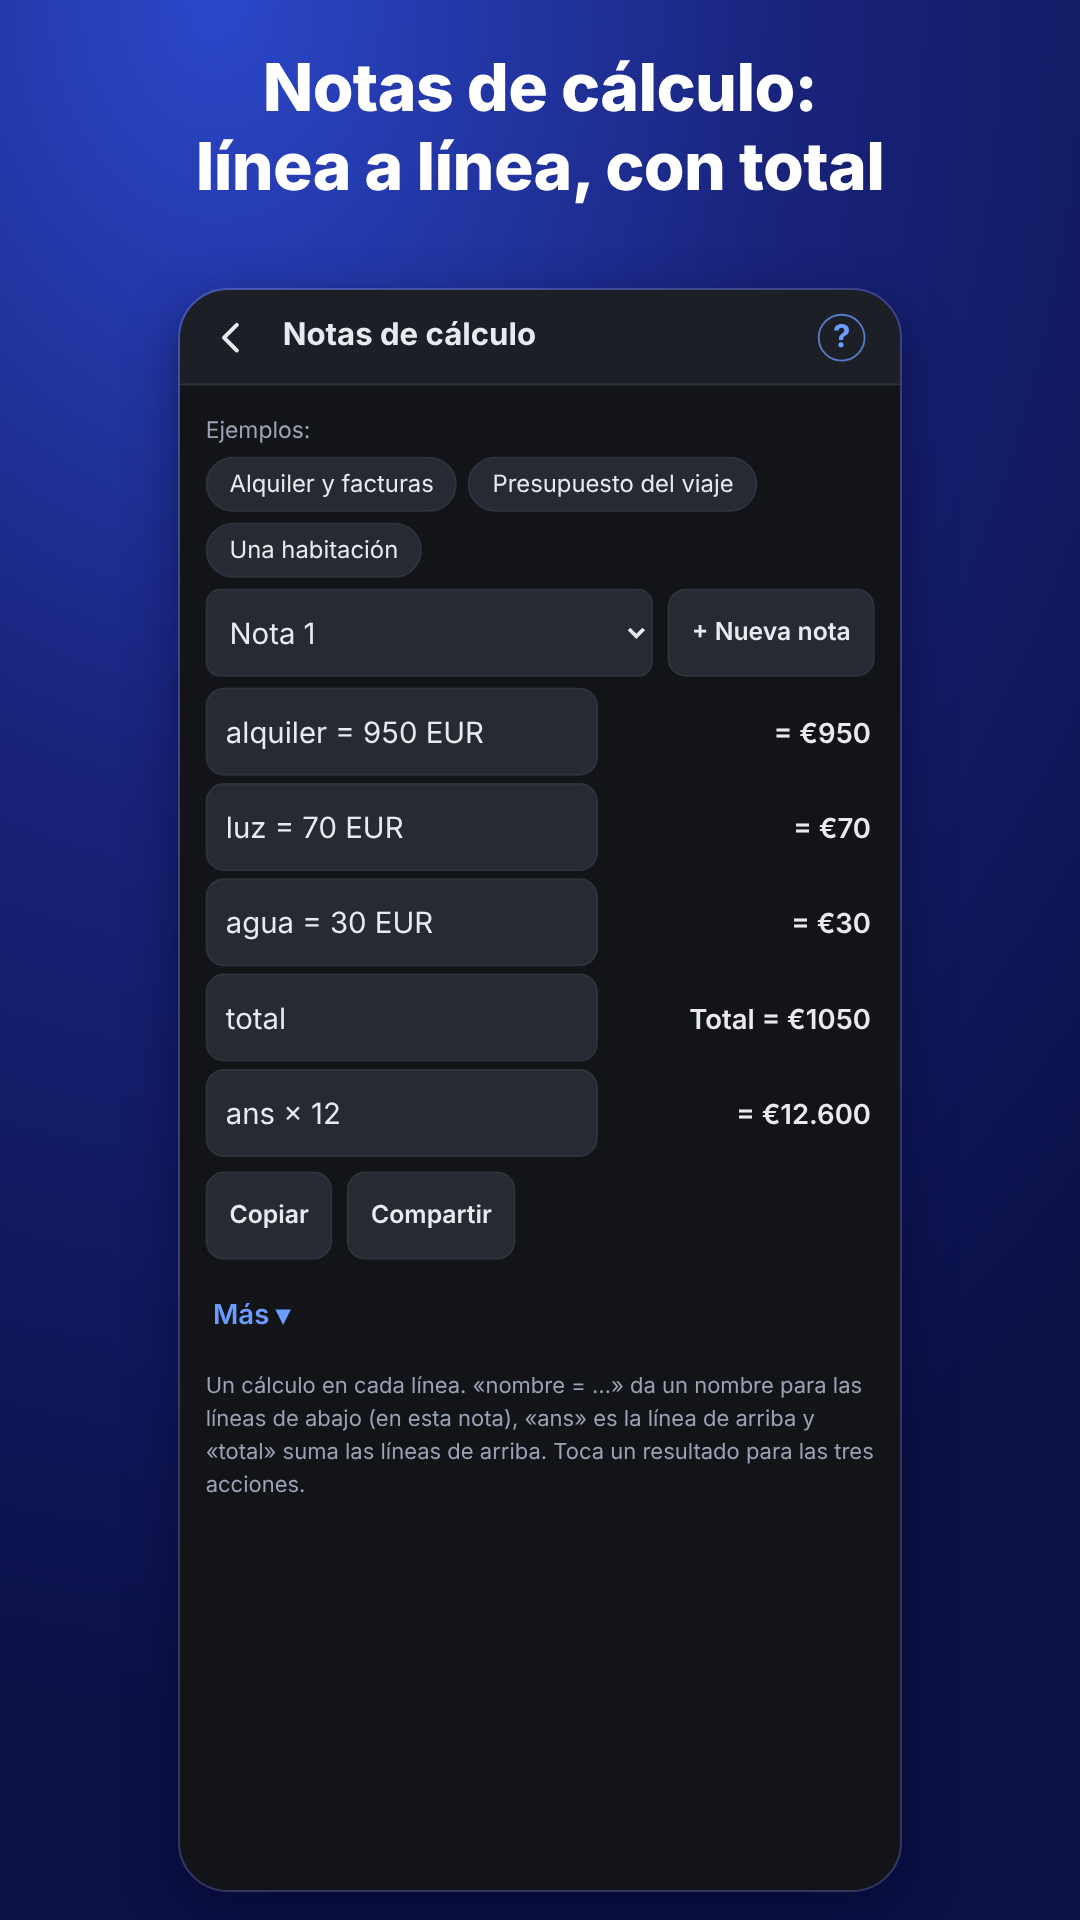 Notas de cálculo:
línea a línea, con total
Notas de cálculo
?
Ejemplos:
Alquiler y facturas
Presupuesto del viaje
Una habitación
Nota 1
+ Nueva nota
alquiler = 950 EUR
= €950
luz = 70 EUR
= €70
agua = 30 EUR
= €30
total
Total = €1050
ans × 12
= €12.600
Copiar
Compartir
Más ▾
Un cálculo en cada línea. «nombre = ...» da un nombre para las
líneas de abajo (en esta nota), «ans» es la línea de arriba y
«total» suma las líneas de arriba. Toca un resultado para las tres
acciones.